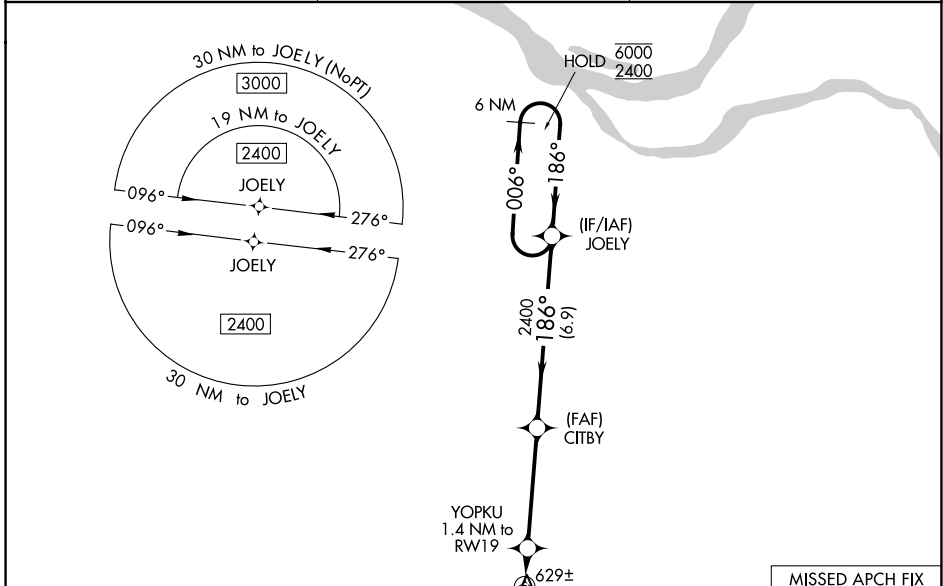 30 NM to JOELY (NoPT)
3000
19 NM to JOELY
2400
JOELY
096°
276°
096°
276°
JOELY
2400
30 NM to JOELY
HOLD
6000
2400
6 NM
006°
186°
(IF/IAF)
JOELY
2400
186°
(6.9)
(FAF)
CITBY
YOPKU
1.4 NM to
RW19
629±
MISSED APCH FIX